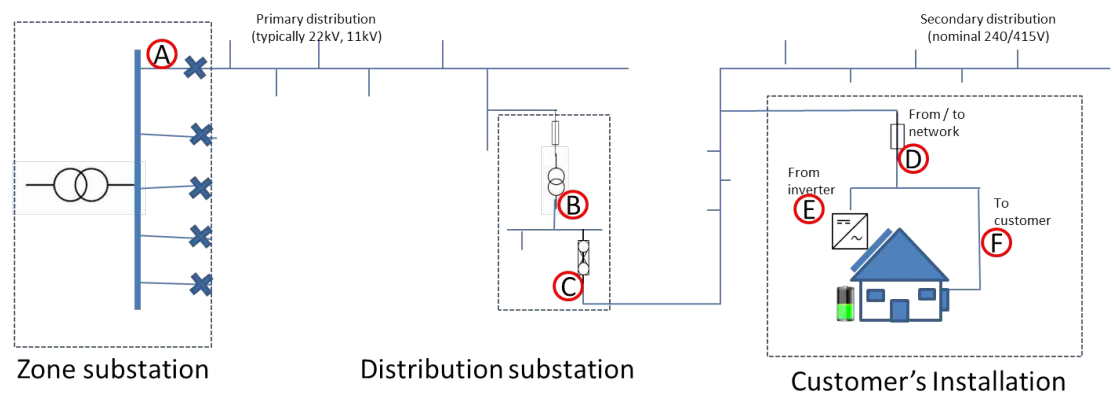 Primary distribution
(typically 22kV, 11kV)
Secondary distribution
(nominal 240/415V)
A
From / to
network
D
From
inverter
E
To
customer
F
B
C
Zone substation
Distribution substation
Customer's Installation